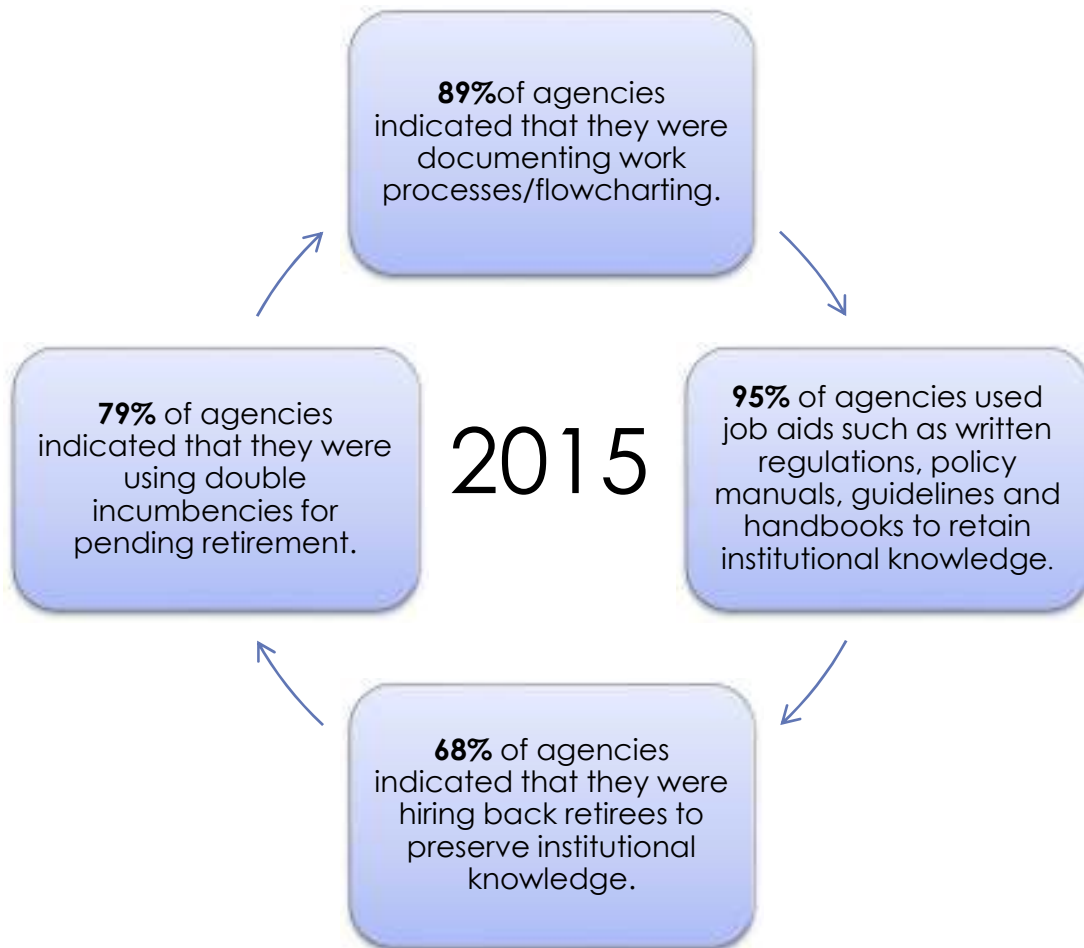 89%of agencies
indicated that they were
documenting work
processes/flowcharting.
79% of agencies
indicated that they were
using double
incumbencies for
pending retirement.
2015
95% of agencies used
job aids such as written
regulations, policy
manuals, guidelines and
handbooks to retain
institutional knowledge.
68% of agencies
indicated that they were
hiring back retirees to
preserve institutional
knowledge.